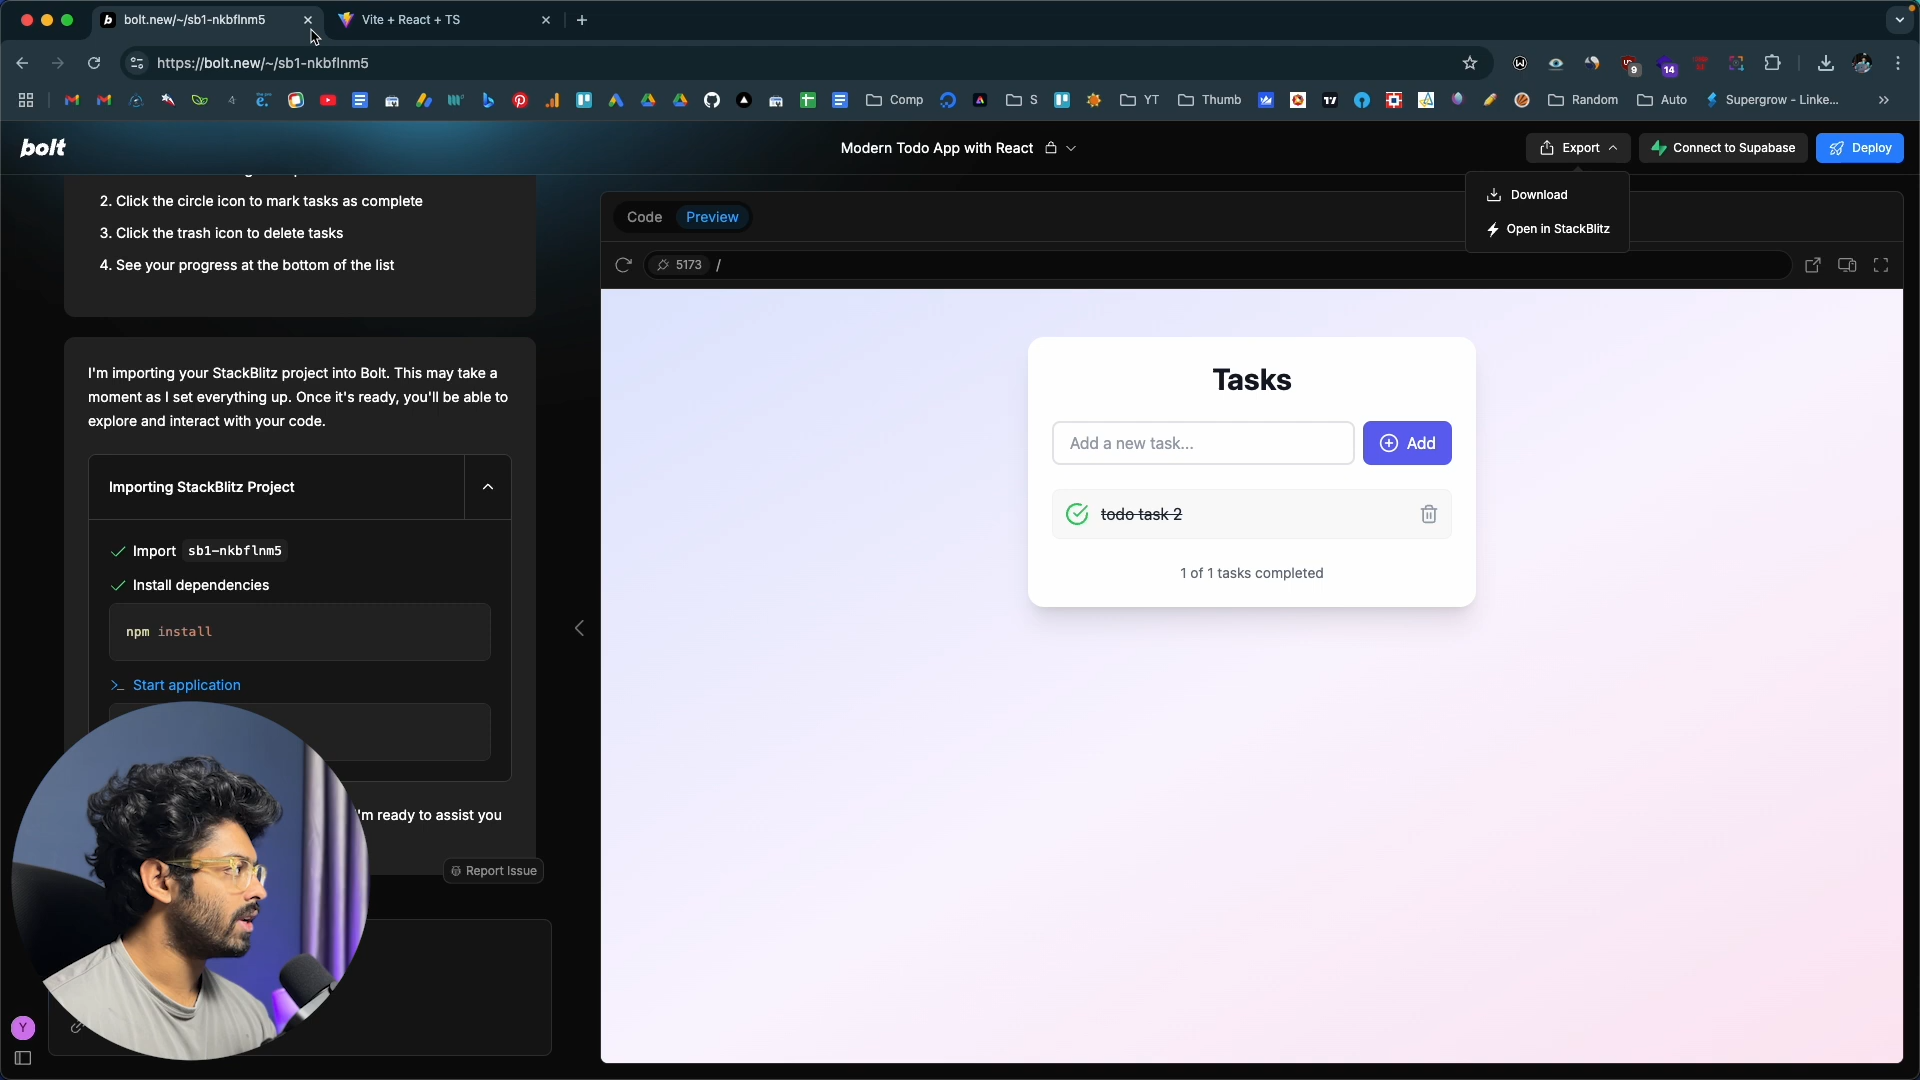 bolt.new/~/sb1-nkbflnm5
Vite + React + TS
https://bolt.new/~/sb1-nkbflnm5
9
14
Comp
S
YT
Thumb
Random
Auto
Supergrow - Linke...
bolt
Modern Todo App with React
Export
Connect to Supabase
Deploy
Download
Open in StackBlitz
2. Click the circle icon to mark tasks as complete
3. Click the trash icon to delete tasks
4. See your progress at the bottom of the list
I'm importing your StackBlitz project into Bolt. This may take a
moment as I set everything up. Once it's ready, you'll be able to
explore and interact with your code.
Importing StackBlitz Project
Import sb1-nkbflnm5
Install dependencies
npm install
Start application
'm ready to assist you
Report Issue
Y
Code
Preview
5173 /
Tasks
Add a new task...
Add
todo task 2
1 of 1 tasks completed